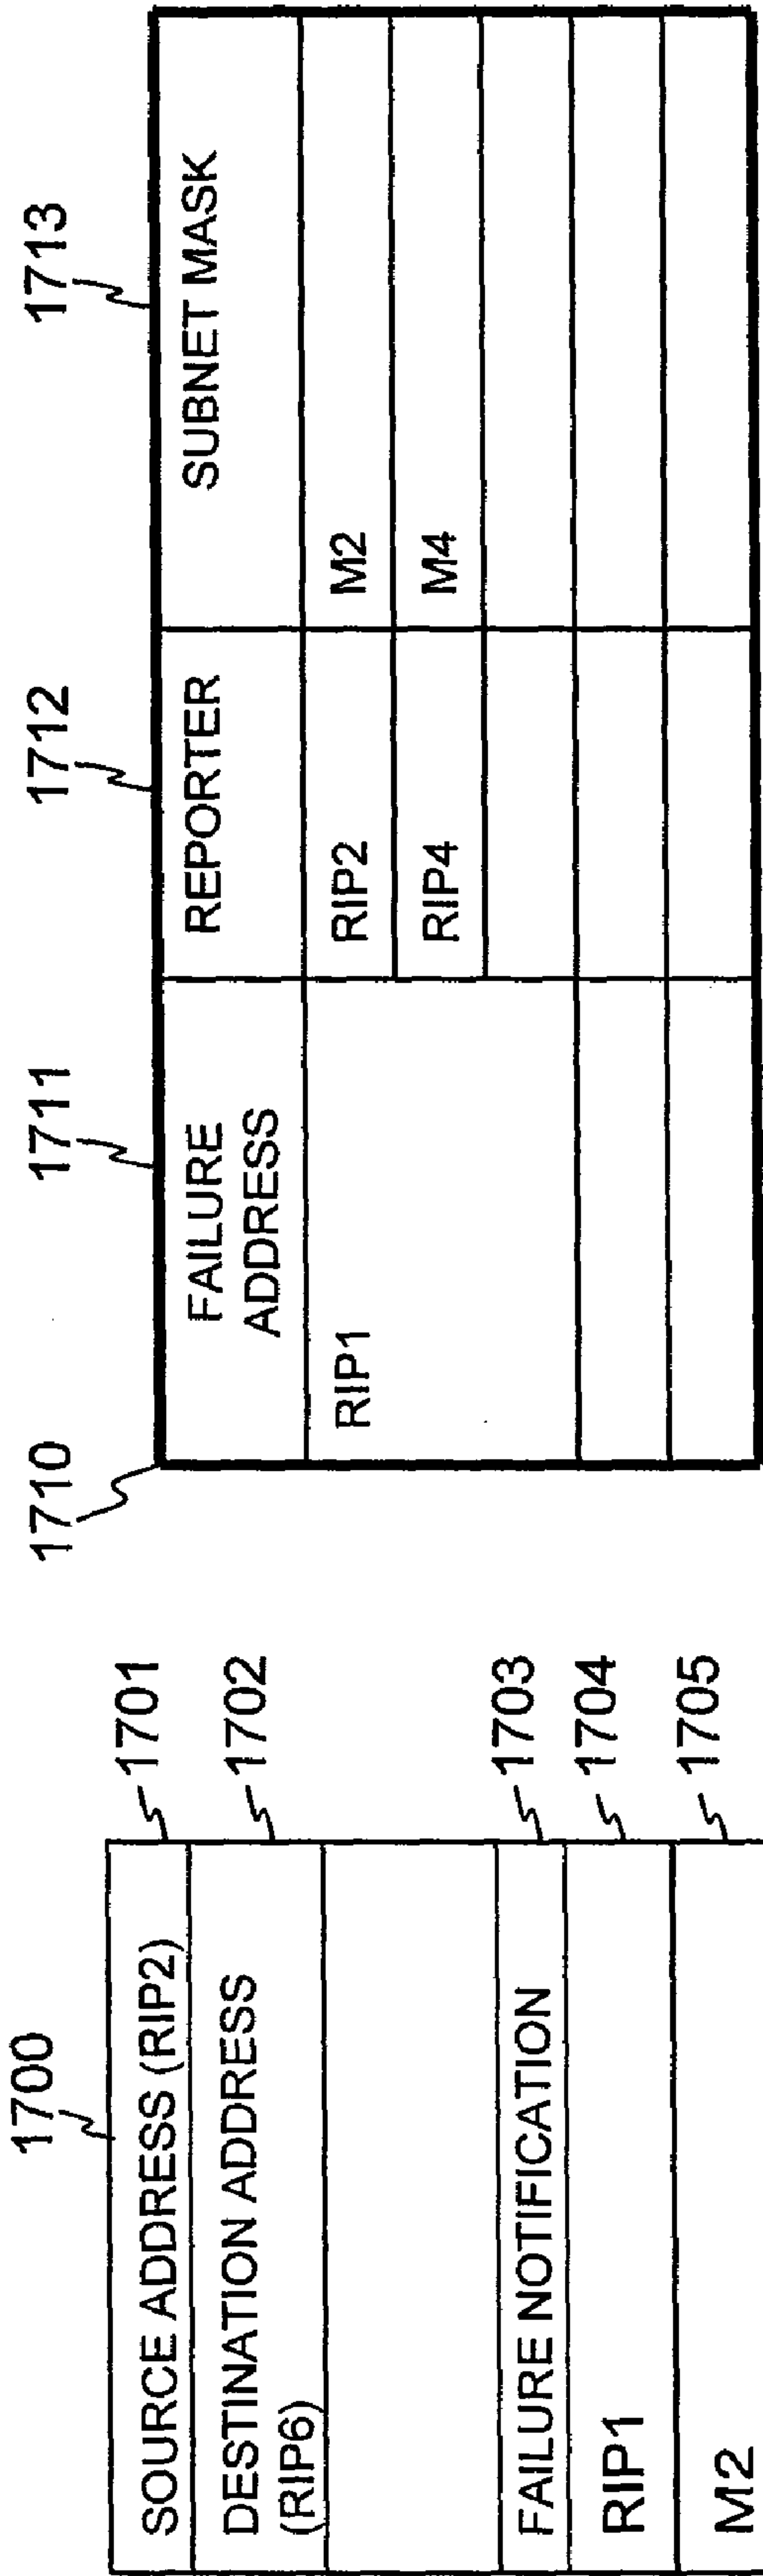 1700
SOURCE ADDRESS (RIP2)
1701
DESTINATION ADDRESS
(RIP6)
1702
FAILURE NOTIFICATION
1703
RIP1
1704
M2
1705
1710
1711
1712
1713
FAILURE
ADDRESS
REPORTER
SUBNET MASK
RIP1
RIP2
M2
RIP4
M4